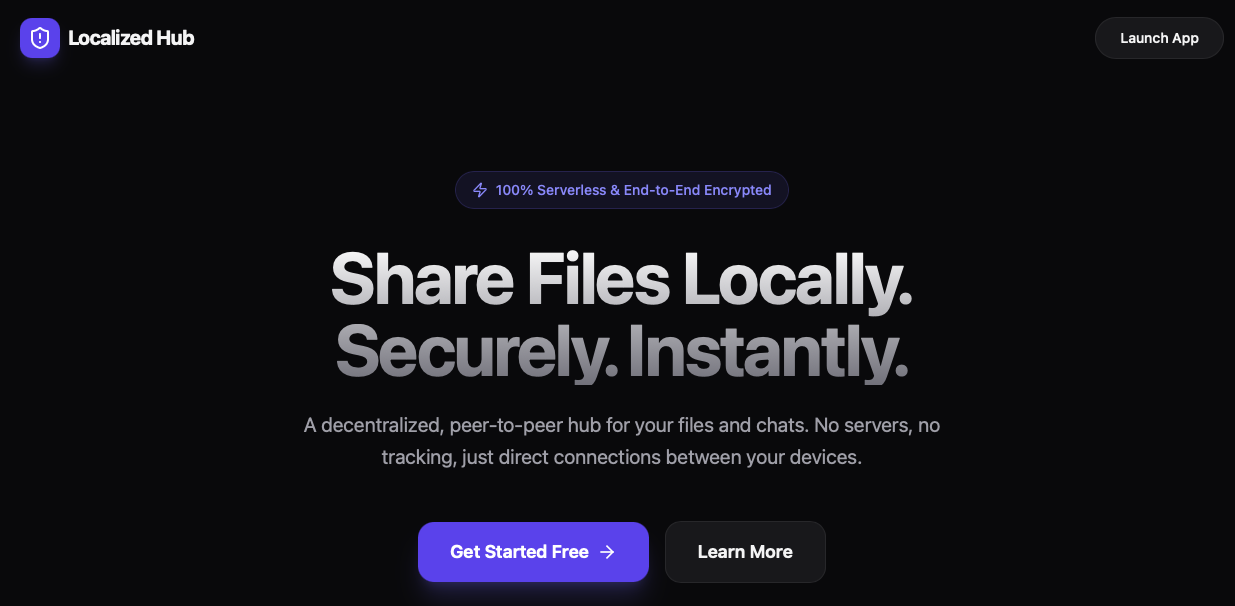 Localized Hub
Launch App
100% Serverless & End-to-End Encrypted
Share Files Locally.
Securely. Instantly.
A decentralized, peer-to-peer hub for your files and chats. No servers, no
tracking, just direct connections between your devices.
Get Started Free →
Learn More